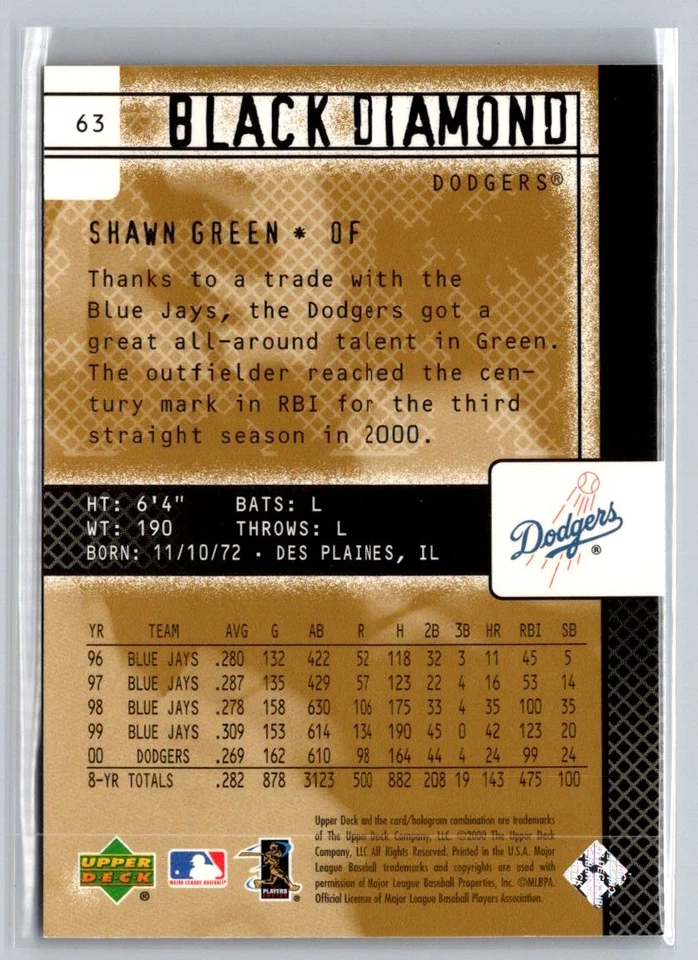 63
BLACK DIAMOND
DODGERS®
SHAWN GREEN * OF
Thanks to a trade with the
Blue Jays, the Dodgers got a
great all-around talent in Green.
The outfielder reached the cen-
tury mark in RBI for the third
straight season in 2000.
HT: 6'4" BATS: L
WT: 190 THROWS: L
BORN: 11/10/72 · DES PLAINES, IL
Dodgers®
YR TEAM AVG G AB R H 2B 3B HR RBI SB
96 BLUE JAYS .280 132 422 52 118 32 3 11 45 5
97 BLUE JAYS .287 135 429 57 123 22 4 16 53 14
98 BLUE JAYS .278 158 630 106 175 33 4 35 100 35
99 BLUE JAYS .309 153 614 134 190 45 0 42 123 20
00 DODGERS .269 162 610 98 164 44 4 24 99 24
8-YR TOTALS .282 878 3123 500 882 208 19 143 475 100
Upper Deck and the card/hologram combination are trademarks
of The Upper Deck Company, LLC. ©2000 The Upper Deck
Company, LLC All Rights Reserved. Printed in the U.S.A. Major
League Baseball trademarks and copyrights are used with
permission of Major League Baseball Properties, Inc. ©MLBPA.
Official Licensee of Major League Baseball Players Association.
UPPER
DECK®
MAJOR LEAGUE BASEBALL
PLAYERS
CHOICE®